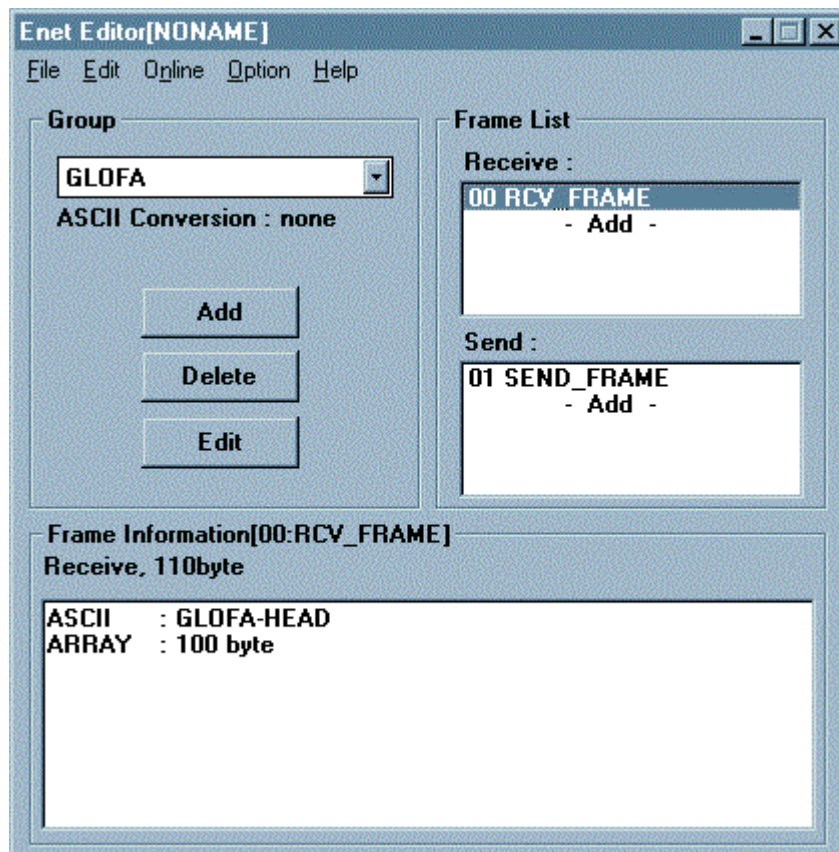 Enet Editor[NONAME]
File Edit Online Option Help
Group
GLOFA
ASCII Conversion : none
Add
Delete
Edit
Frame List
Receive :
00 RCV_FRAME
- Add -
Send :
01 SEND_FRAME
- Add -
Frame Information[00:RCV_FRAME]
Receive, 110byte
ASCII : GLOFA-HEAD
ARRAY : 100 byte